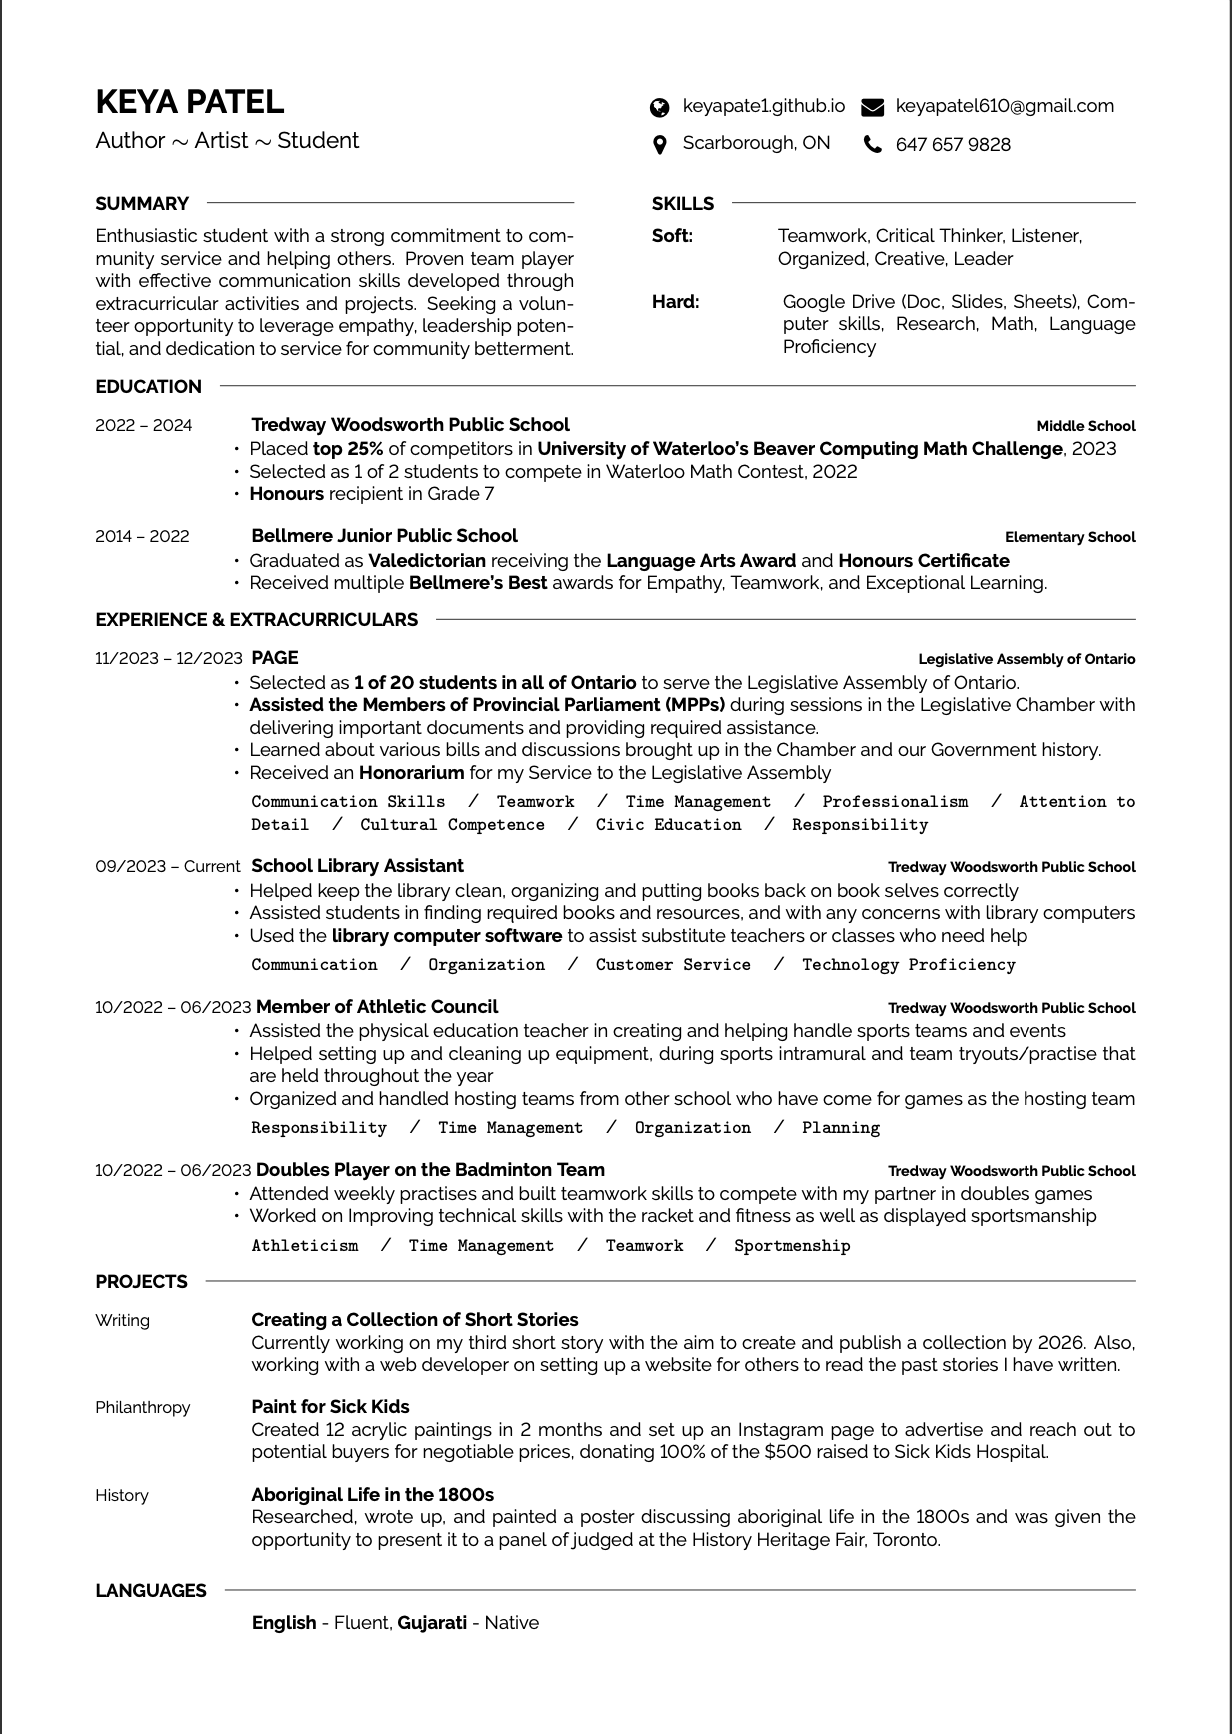 KEYA PATEL
Author ~ Artist ~ Student
keyapate1.github.io keyapatel610@gmail.com
Scarborough, ON 647 657 9828
SUMMARY
Enthusiastic student with a strong commitment to com-
munity service and helping others. Proven team player
with effective communication skills developed through
extracurricular activities and projects. Seeking a volun-
teer opportunity to leverage empathy, leadership poten-
tial, and dedication to service for community betterment.
SKILLS
Soft: Teamwork, Critical Thinker, Listener,
Organized, Creative, Leader
Hard: Google Drive (Doc, Slides, Sheets), Com-
puter skills, Research, Math, Language
Proficiency
EDUCATION
2022 – 2024 Tredway Woodsworth Public School Middle School
• Placed top 25% of competitors in University of Waterloo's Beaver Computing Math Challenge, 2023
• Selected as 1 of 2 students to compete in Waterloo Math Contest, 2022
• Honours recipient in Grade 7
2014 – 2022 Bellmere Junior Public School Elementary School
• Graduated as Valedictorian receiving the Language Arts Award and Honours Certificate
• Received multiple Bellmere's Best awards for Empathy, Teamwork, and Exceptional Learning.
EXPERIENCE & EXTRACURRICULARS
11/2023 – 12/2023 PAGE Legislative Assembly of Ontario
• Selected as 1 of 20 students in all of Ontario to serve the Legislative Assembly of Ontario.
• Assisted the Members of Provincial Parliament (MPPs) during sessions in the Legislative Chamber with
delivering important documents and providing required assistance.
• Learned about various bills and discussions brought up in the Chamber and our Government history.
• Received an Honorarium for my Service to the Legislative Assembly
Communication Skills / Teamwork / Time Management / Professionalism / Attention to
Detail / Cultural Competence / Civic Education / Responsibility
09/2023 – Current School Library Assistant Tredway Woodsworth Public School
• Helped keep the library clean, organizing and putting books back on book selves correctly
• Assisted students in finding required books and resources, and with any concerns with library computers
• Used the library computer software to assist substitute teachers or classes who need help
Communication / Organization / Customer Service / Technology Proficiency
10/2022 – 06/2023 Member of Athletic Council Tredway Woodsworth Public School
• Assisted the physical education teacher in creating and helping handle sports teams and events
• Helped setting up and cleaning up equipment, during sports intramural and team tryouts/practise that
are held throughout the year
• Organized and handled hosting teams from other school who have come for games as the hosting team
Responsibility / Time Management / Organization / Planning
10/2022 – 06/2023 Doubles Player on the Badminton Team Tredway Woodsworth Public School
• Attended weekly practises and built teamwork skills to compete with my partner in doubles games
• Worked on Improving technical skills with the racket and fitness as well as displayed sportsmanship
Athleticism / Time Management / Teamwork / Sportmenship
PROJECTS
Writing Creating a Collection of Short Stories
Currently working on my third short story with the aim to create and publish a collection by 2026. Also,
working with a web developer on setting up a website for others to read the past stories I have written.
Philanthropy Paint for Sick Kids
Created 12 acrylic paintings in 2 months and set up an Instagram page to advertise and reach out to
potential buyers for negotiable prices, donating 100% of the $500 raised to Sick Kids Hospital.
History Aboriginal Life in the 1800s
Researched, wrote up, and painted a poster discussing aboriginal life in the 1800s and was given the
opportunity to present it to a panel of judged at the History Heritage Fair, Toronto.
LANGUAGES
English - Fluent, Gujarati - Native